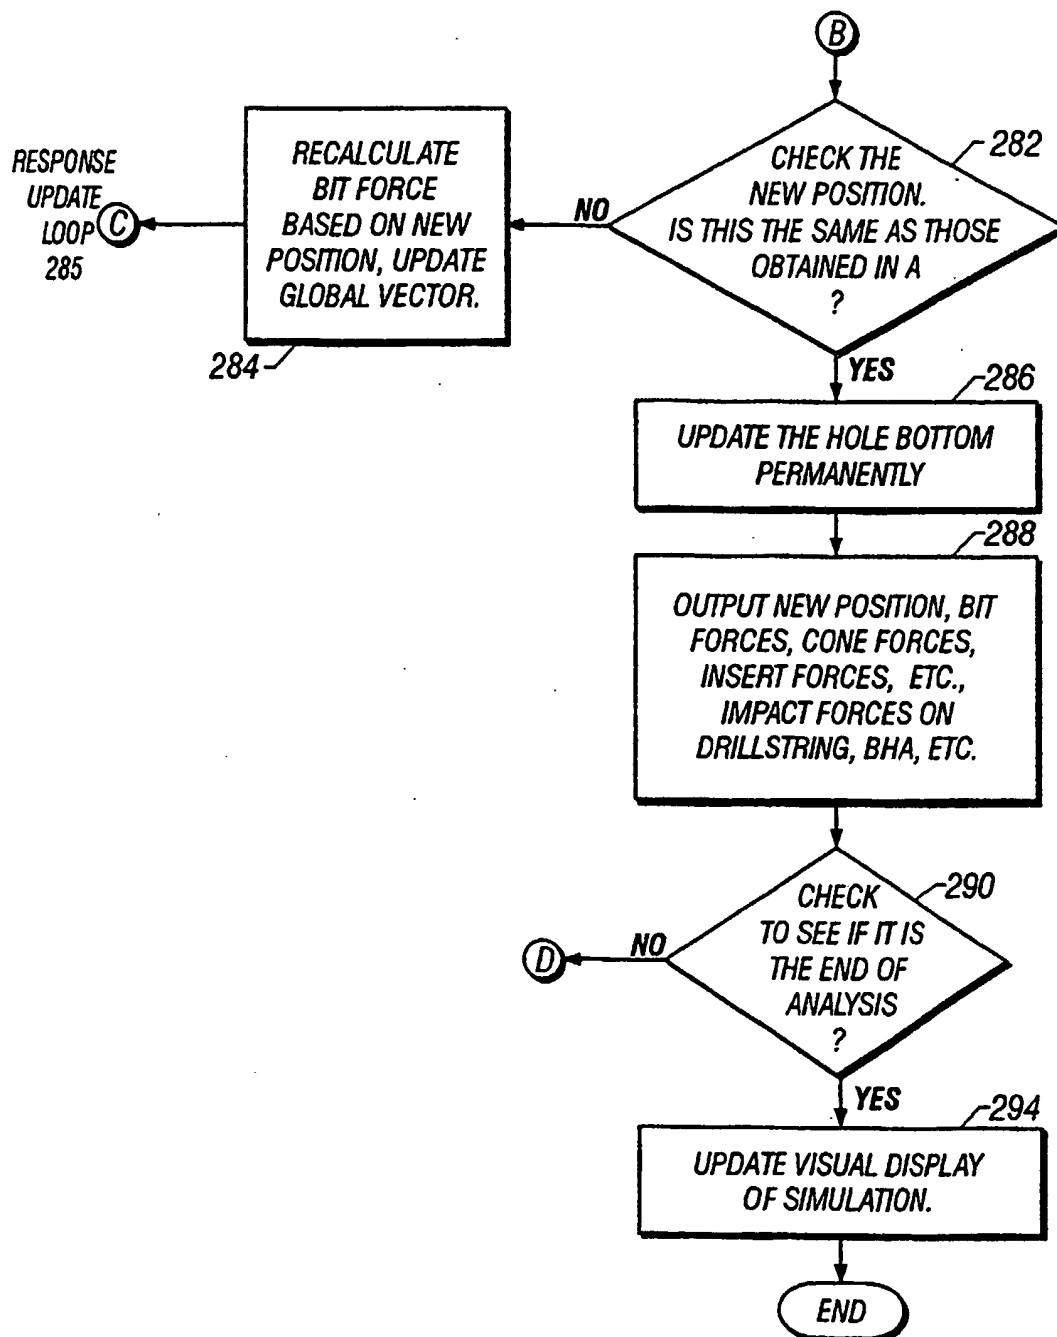 B
282
CHECK THE
NEW POSITION.
IS THIS THE SAME AS THOSE
OBTAINED IN A
?
NO
RECALCULATE
BIT FORCE
BASED ON NEW
POSITION, UPDATE
GLOBAL VECTOR.
284
RESPONSE
UPDATE
LOOP
285
C
YES
286
UPDATE THE HOLE BOTTOM
PERMANENTLY
288
OUTPUT NEW POSITION, BIT
FORCES, CONE FORCES,
INSERT FORCES, ETC.,
IMPACT FORCES ON
DRILLSTRING, BHA, ETC.
290
CHECK
TO SEE IF IT IS
THE END OF
ANALYSIS
?
NO
D
YES
294
UPDATE VISUAL DISPLAY
OF SIMULATION.
END